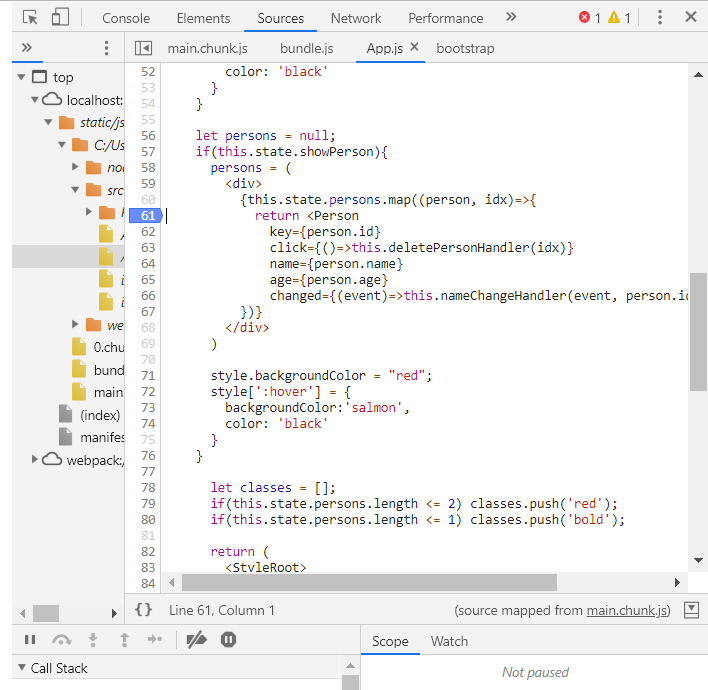 Console Elements Sources Network Performance » 1 1
»
main.chunk.js bundle.js App.js × bootstrap
top
localhost:
static/js
C:/Us
src
we
0.chu
bund
main
(index)
manifes
webpack:/
52 color: 'black'
53 }
54 }
55
56 let persons = null;
57 if(this.state.showPerson){
58 persons = (
59 <div>
60 {this.state.persons.map((person, idx)=>{
61 return <Person
62 key={person.id}
63 click={()=>this.deletePersonHandler(idx)}
64 name={person.name}
65 age={person.age}
66 changed={(event)=>this.nameChangeHandler(event, person.id
67 })}
68 </div>
69 )
70
71 style.backgroundColor = "red";
72 style[':hover'] = {
73 backgroundColor:'salmon',
74 color: 'black'
75 }
76 }
77
78 let classes = [];
79 if(this.state.persons.length <= 2) classes.push('red');
80 if(this.state.persons.length <= 1) classes.push('bold');
81
82 return (
83 <StyleRoot>
84
{ } Line 61, Column 1 (source mapped from main.chunk.js)
Scope Watch
Call Stack
Not paused